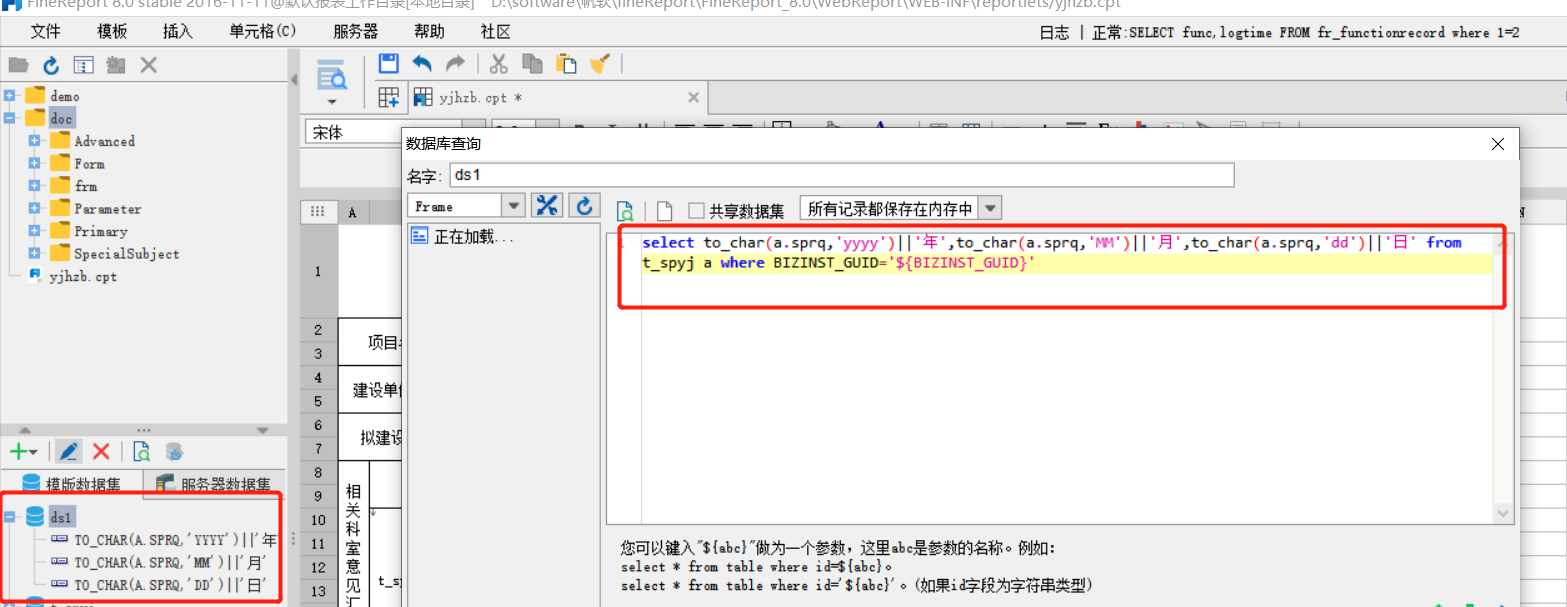 FineReport 8.0 stable 2016-11-11@默认报表工作目录[本地目录] D:\software\帆软\fineReport\FineReport_8.0\WebReport\WEB-INF\reportlets/yjhzb.cpt
文件 模板 插入 单元格(C) 服务器 帮助 社区
日志 | 正常:SELECT func,logtime FROM fr_functionrecord where 1=2
demo
doc
Advanced
Form
frm
Parameter
Primary
SpecialSubject
yjhzb.cpt
模版数据集 服务器数据集
ds1
TO_CHAR(A.SPRQ,'YYYY')||'年'
TO_CHAR(A.SPRQ,'MM')||'月'
TO_CHAR(A.SPRQ,'DD')||'日'
yjhzb.cpt *
宋体
A
1
2
3
4
5
6
7
8
9
10
11
12
13
建设单
拟建设
相关科室意见汇
t_s
数据库查询
名字: ds1
Frame
共享数据集 所有记录都保存在内存中
正在加载...
1
select to_char(a.sprq,'yyyy')||'年',to_char(a.sprq,'MM')||'月',to_char(a.sprq,'dd')||'日' from
t_spyj a where BIZINST_GUID='${BIZINST_GUID}'
您可以键入"${abc}"做为一个参数，这里abc是参数的名称。例如:
select * from table where id=${abc}。
select * from table where id='${abc}'。(如果id字段为字符串类型)